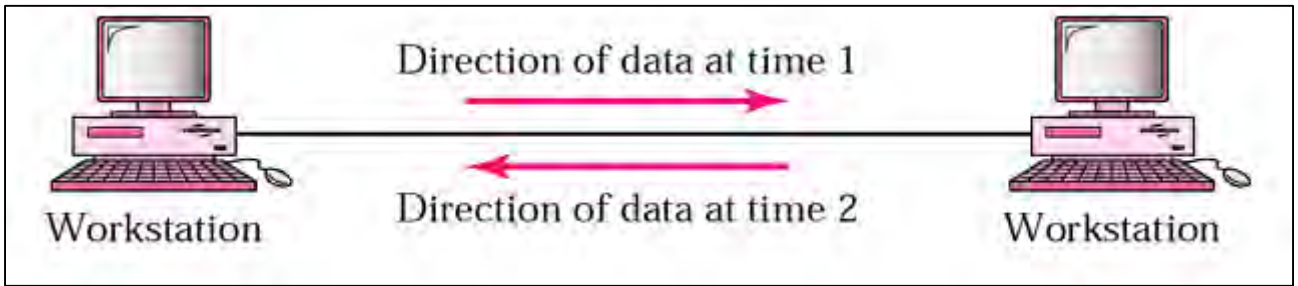 Direction of data at time 1
Direction of data at time 2
Workstation
Workstation